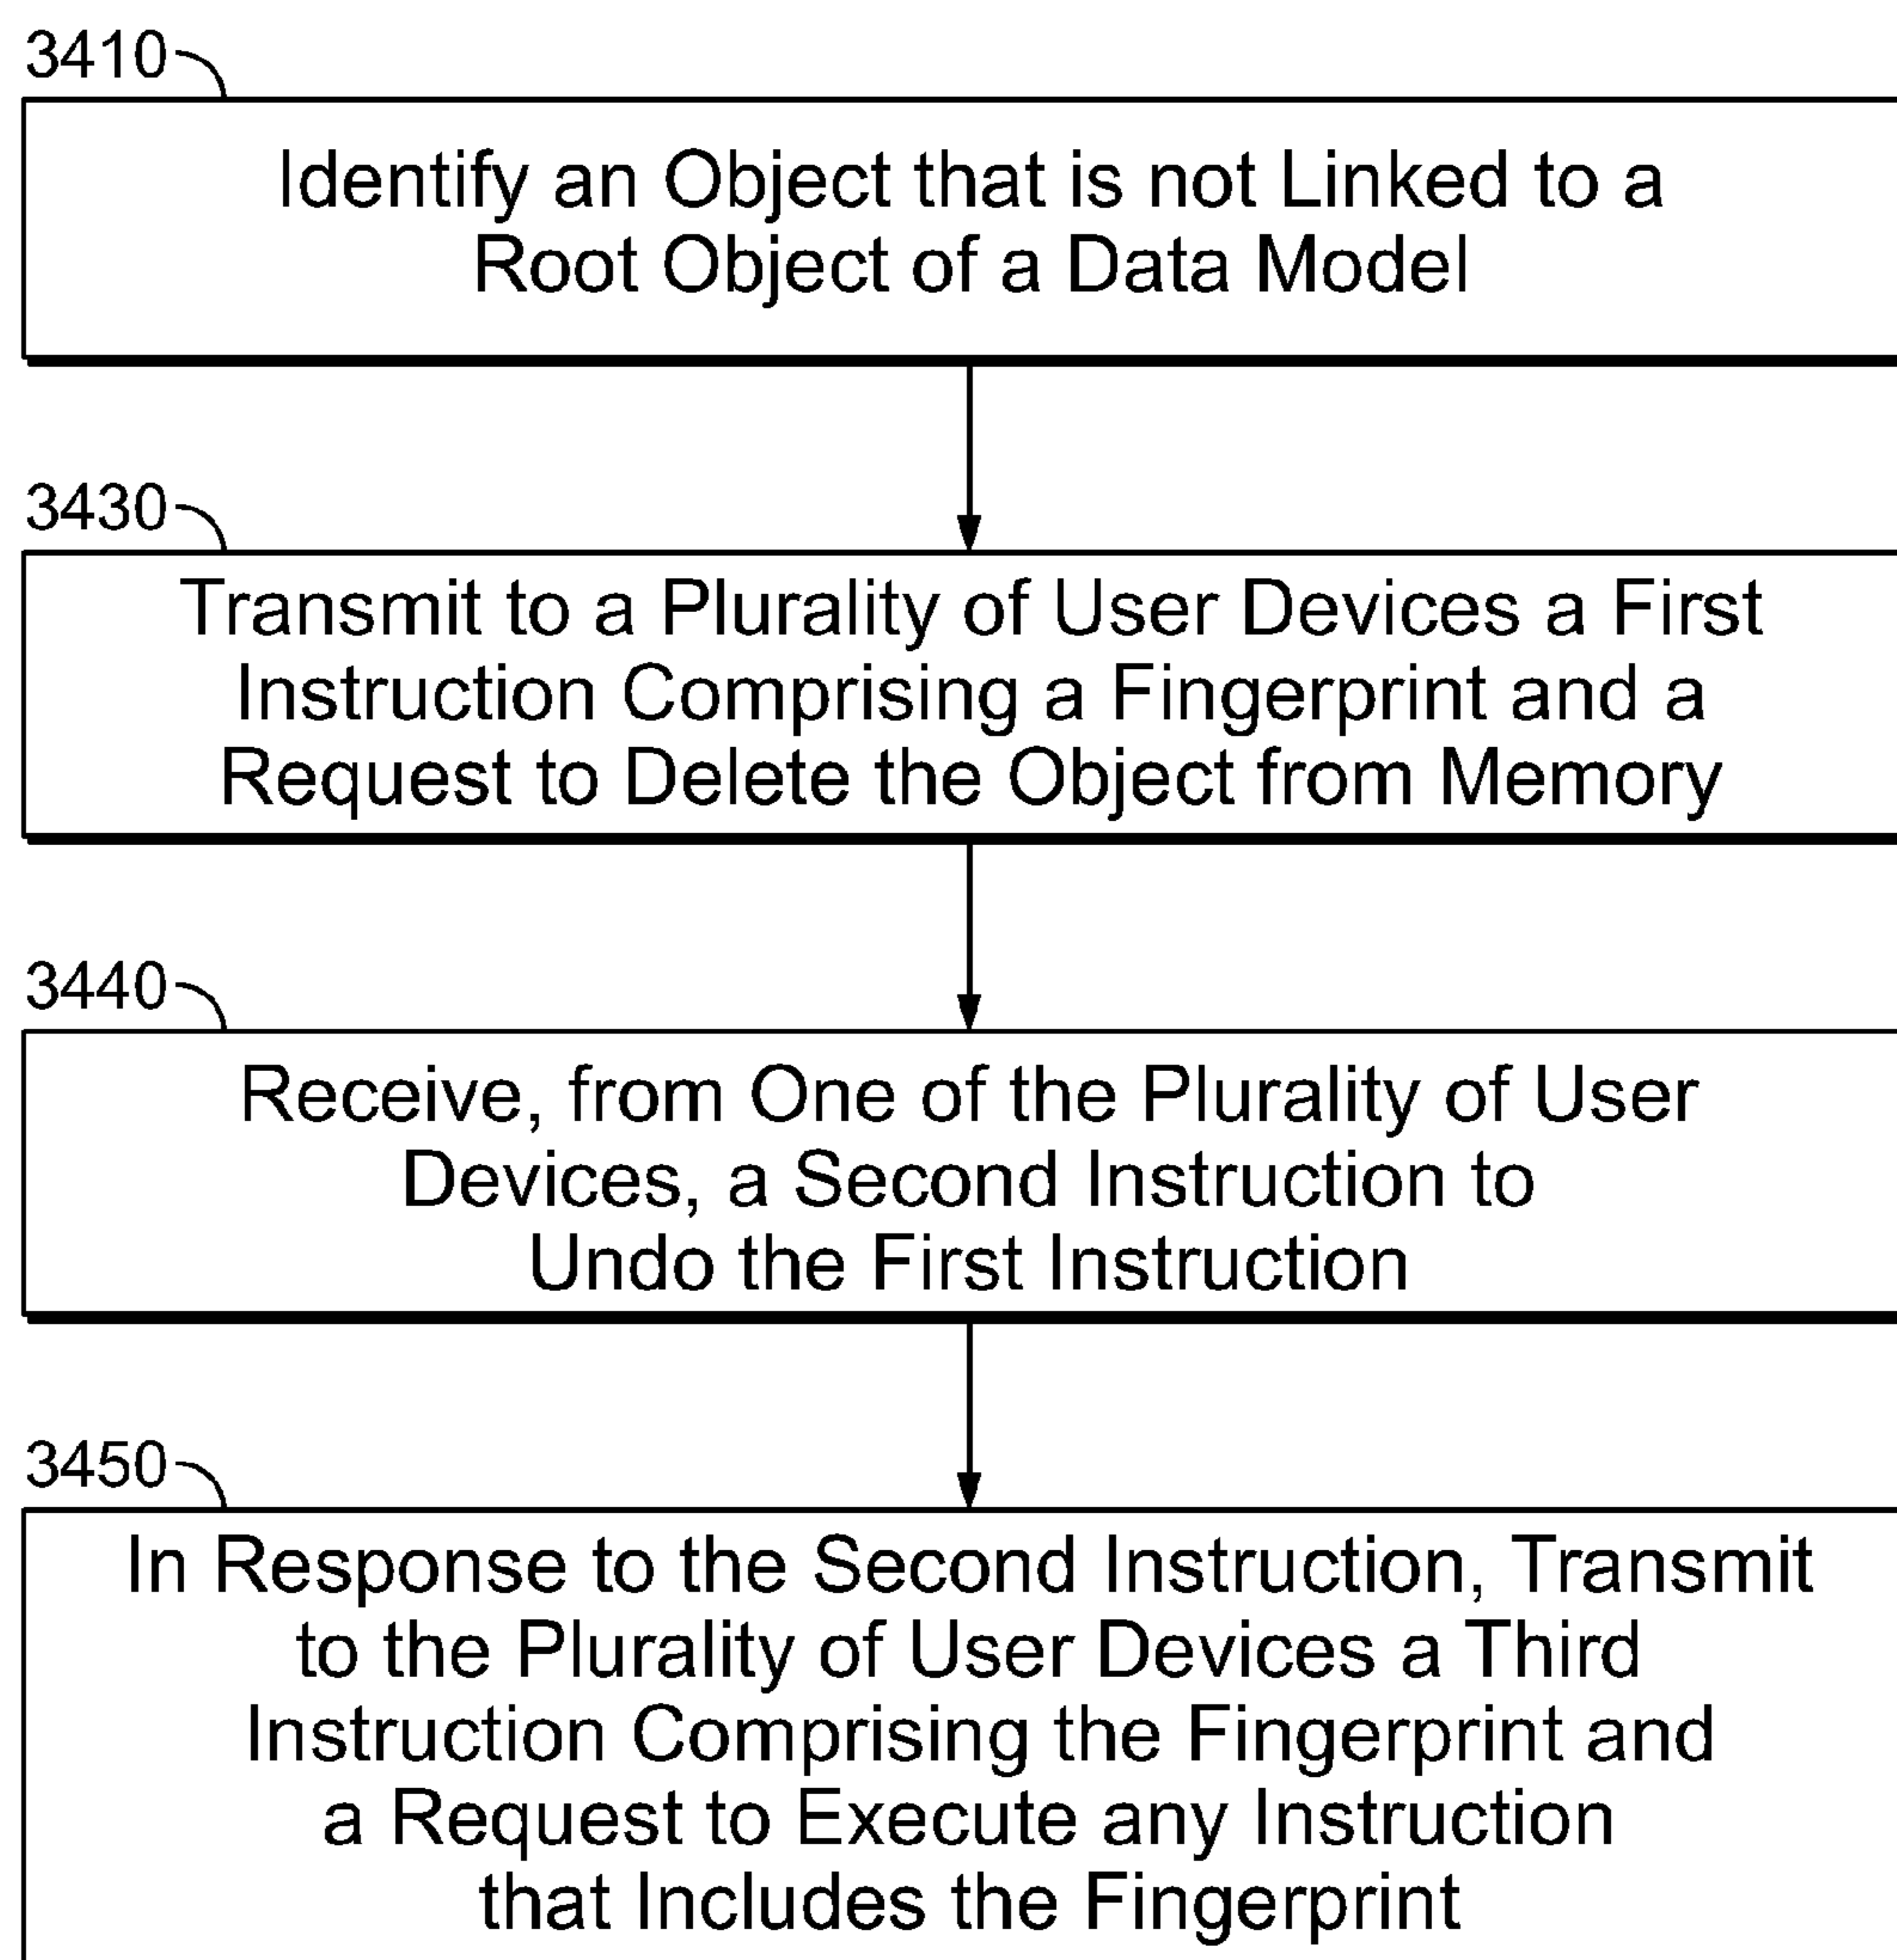 3410
Identify an Object that is not Linked to a
Root Object of a Data Model
3430
Transmit to a Plurality of User Devices a First
Instruction Comprising a Fingerprint and a
Request to Delete the Object from Memory
3440
Receive, from One of the Plurality of User
Devices, a Second Instruction to
Undo the First Instruction
3450
In Response to the Second Instruction, Transmit
to the Plurality of User Devices a Third
Instruction Comprising the Fingerprint and
a Request to Execute any Instruction
that Includes the Fingerprint